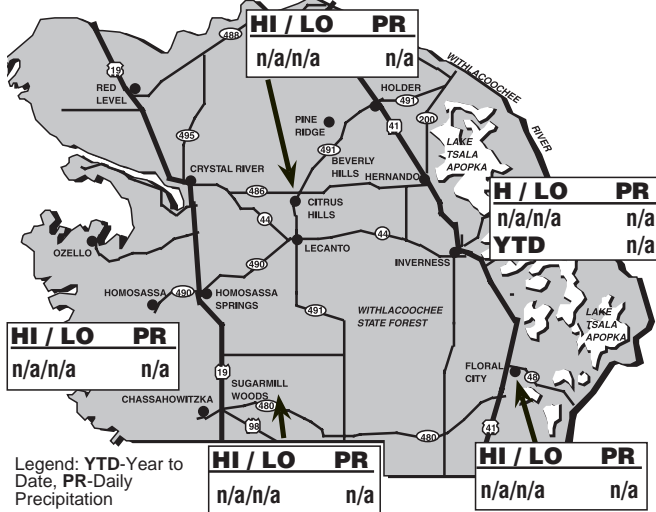 HI / LO PR
n/a/n/a n/a
488
19
RED
LEVEL
WITHLACOOCHEE
RIVER
HOLDER
491
PINE
RIDGE
41
200
495
LAKE
TSALA
APOPKA
491
BEVERLY
HILLS
HERNANDO
CRYSTAL RIVER
486
CITRUS
HILLS
H / LO PR
n/a/n/a n/a
YTD n/a
44
44
OZELLO
LECANTO
INVERNESS
490
HOMOSASSA
490
HOMOSASSA
SPRINGS
491
WITHLACOOCHEE
STATE FOREST
LAKE
TSALA
APOPKA
HI / LO PR
n/a/n/a n/a
19
SUGARMILL
WOODS
FLORAL
CITY
48
CHASSAHOWITZKA
480
98
480
41
Legend: YTD-Year to
Date, PR-Daily
Precipitation
HI / LO PR
n/a/n/a n/a
HI / LO PR
n/a/n/a n/a